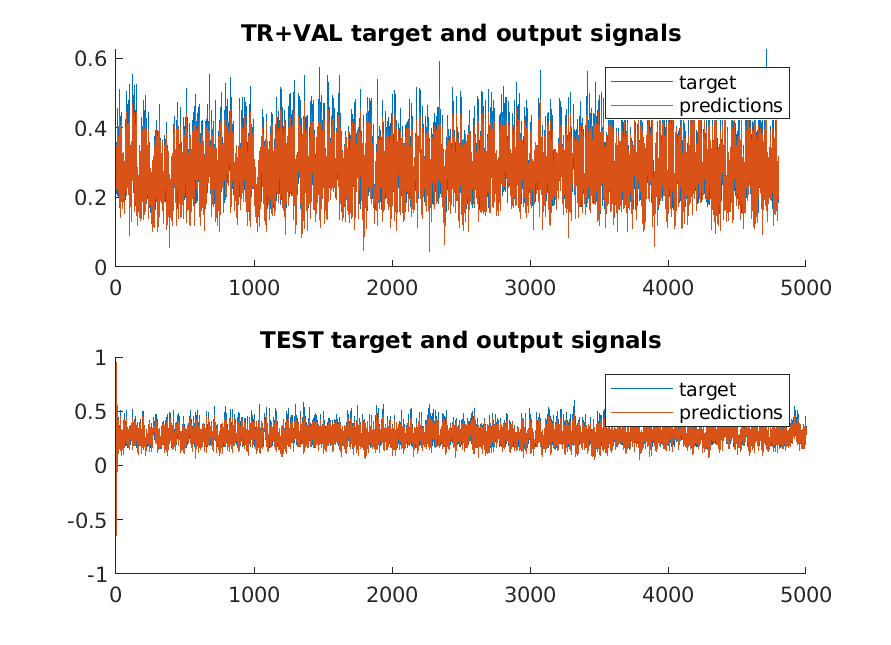 TR+VAL target and output signals
0.6
0.4
0.2
0
target
predictions
0 1000 2000 3000 4000 5000
TEST target and output signals
1
0.5
0
-0.5
-1
target
predictions
0 1000 2000 3000 4000 5000